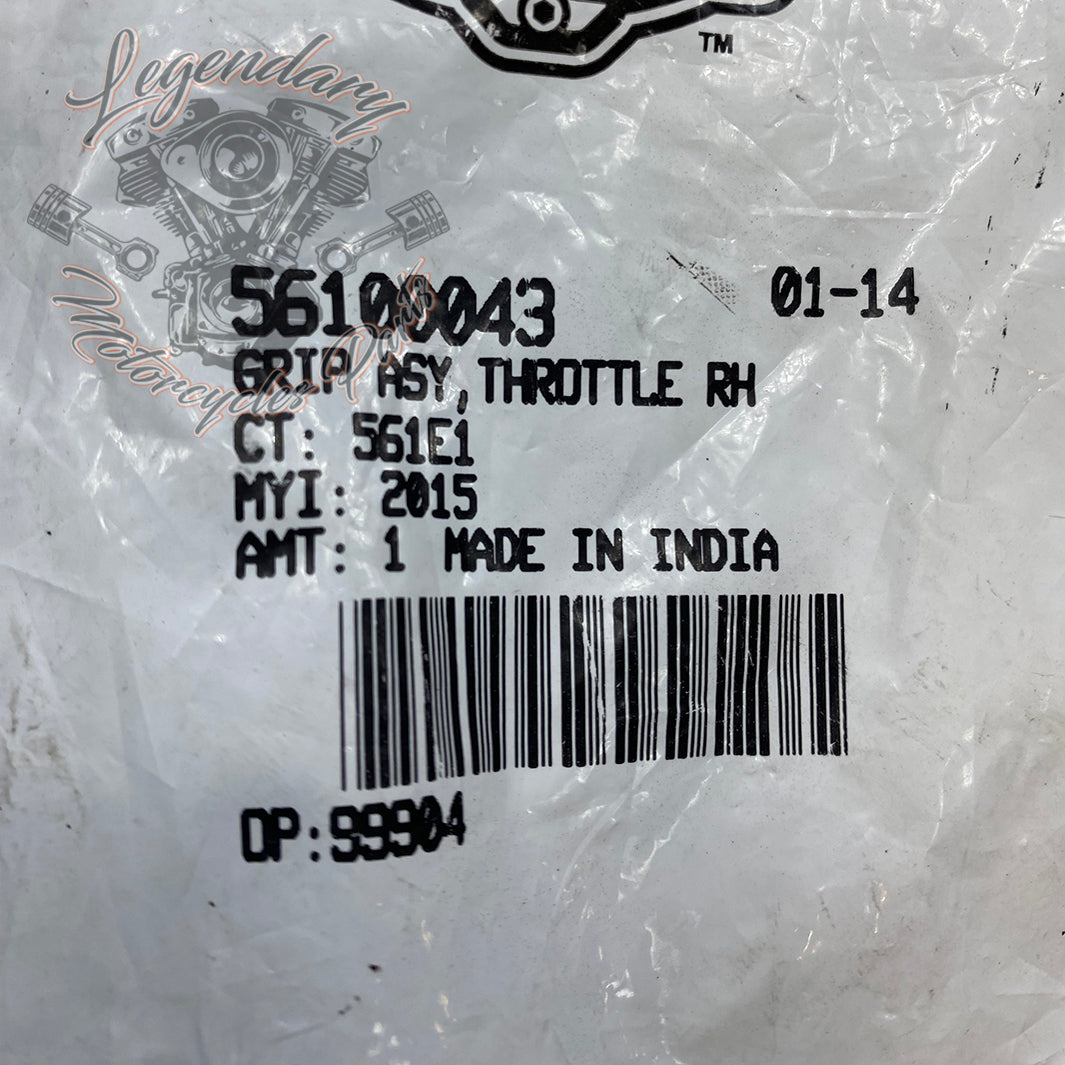 ™
Legendary
Motorcycles Parts
56100043 01-14
GRIP ASY,THROTTLE RH
CT: 561E1
MYI: 2015
AMT: 1 MADE IN INDIA
DP:99904